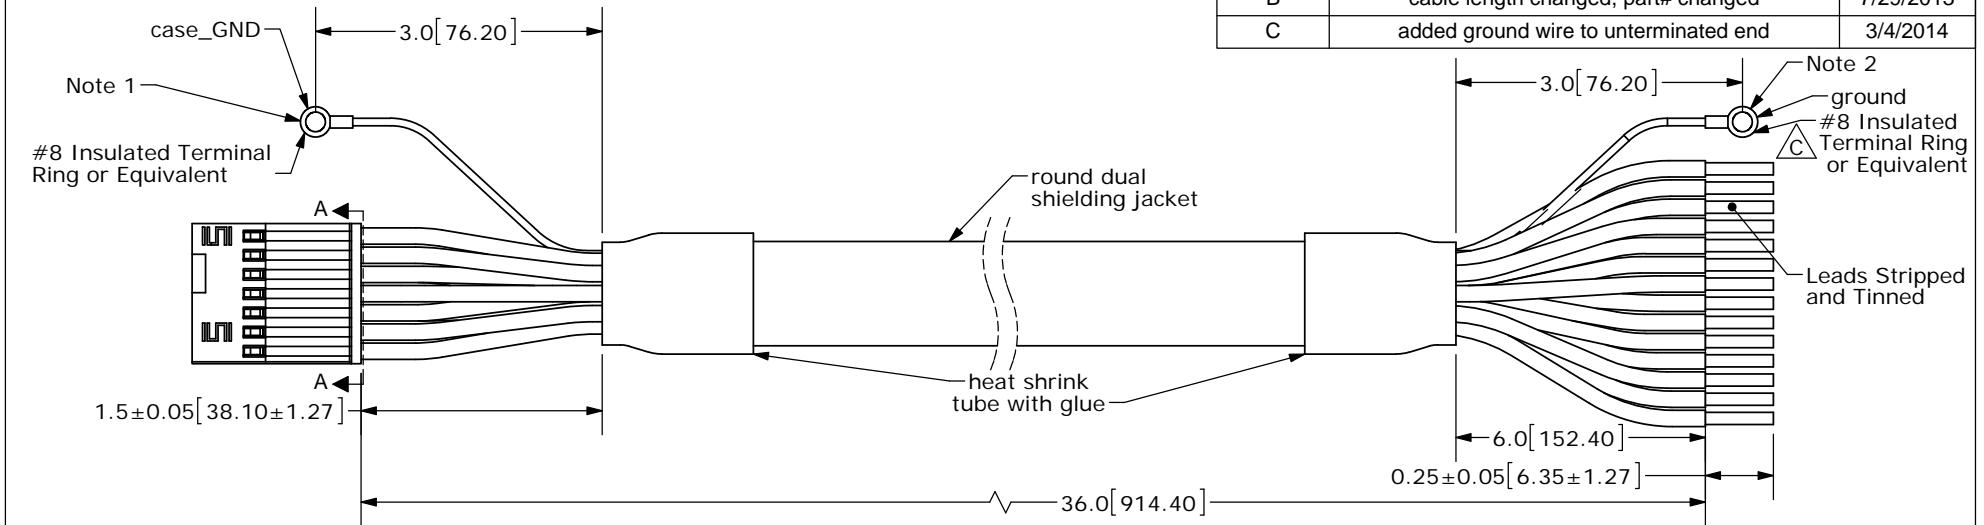 B cable length changed, part# changed 7/29/2013
C added ground wire to unterminated end 3/4/2014
case_GND
3.0[76.20]
Note 1
#8 Insulated Terminal
Ring or Equivalent
A
A
1.5±0.05[38.10±1.27]
round dual
shielding jacket
heat shrink
tube with glue
3.0[76.20]
Note 2
ground
#8 Insulated
Terminal Ring
or Equivalent
C
Leads Stripped
and Tinned
6.0[152.40]
0.25±0.05[6.35±1.27]
36.0[914.40]